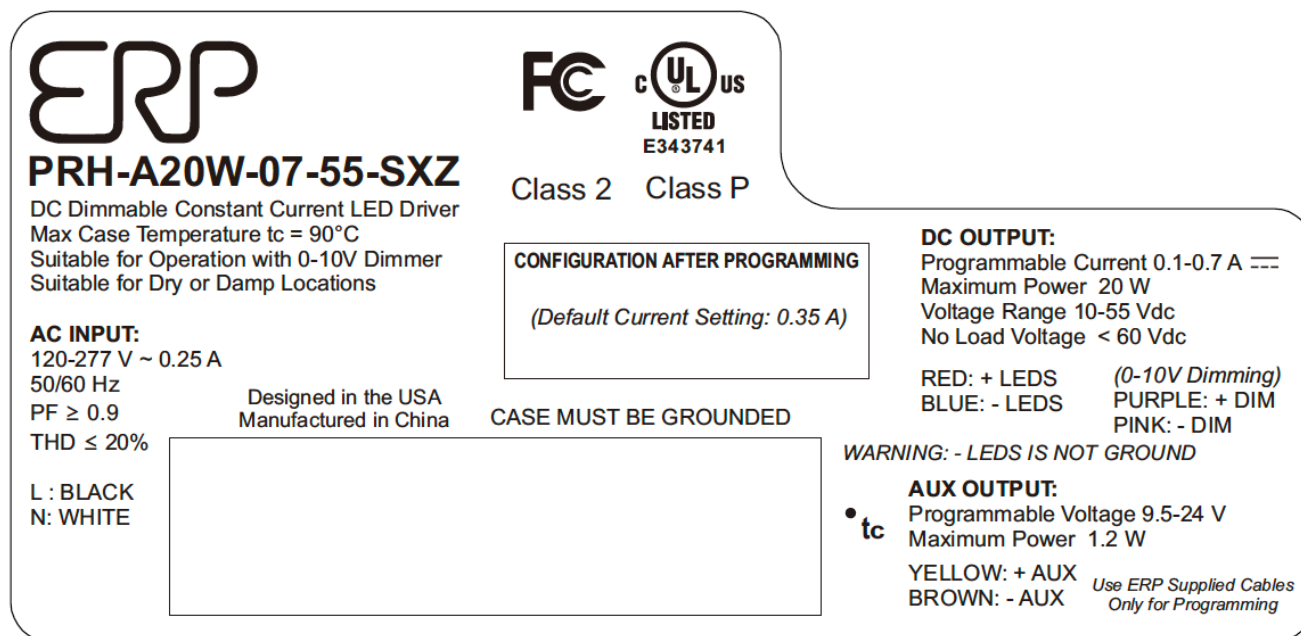 ERP
PRH-A20W-07-55-SXZ
DC Dimmable Constant Current LED Driver
Max Case Temperature tc = 90°C
Suitable for Operation with 0-10V Dimmer
Suitable for Dry or Damp Locations
AC INPUT:
120-277 V ~ 0.25 A
50/60 Hz
PF ≥ 0.9
THD ≤ 20%
L : BLACK
N: WHITE
Designed in the USA
Manufactured in China
FC
C UL US
®
LISTED
E343741
Class 2 Class P
CONFIGURATION AFTER PROGRAMMING
(Default Current Setting: 0.35 A)
CASE MUST BE GROUNDED
DC OUTPUT:
Programmable Current 0.1-0.7 A ⎓
Maximum Power 20 W
Voltage Range 10-55 Vdc
No Load Voltage < 60 Vdc
RED: + LEDS
BLUE: - LEDS
(0-10V Dimming)
PURPLE: + DIM
PINK: - DIM
WARNING: - LEDS IS NOT GROUND
• tc
AUX OUTPUT:
Programmable Voltage 9.5-24 V
Maximum Power 1.2 W
YELLOW: + AUX
BROWN: - AUX
Use ERP Supplied Cables
Only for Programming